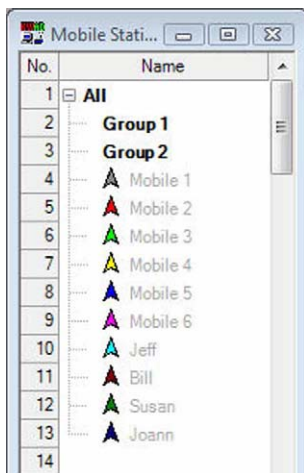 Mobile Stati...
No. Name
1 All
2 Group 1
3 Group 2
4 Mobile 1
5 Mobile 2
6 Mobile 3
7 Mobile 4
8 Mobile 5
9 Mobile 6
10 Jeff
11 Bill
12 Susan
13 Joann
14